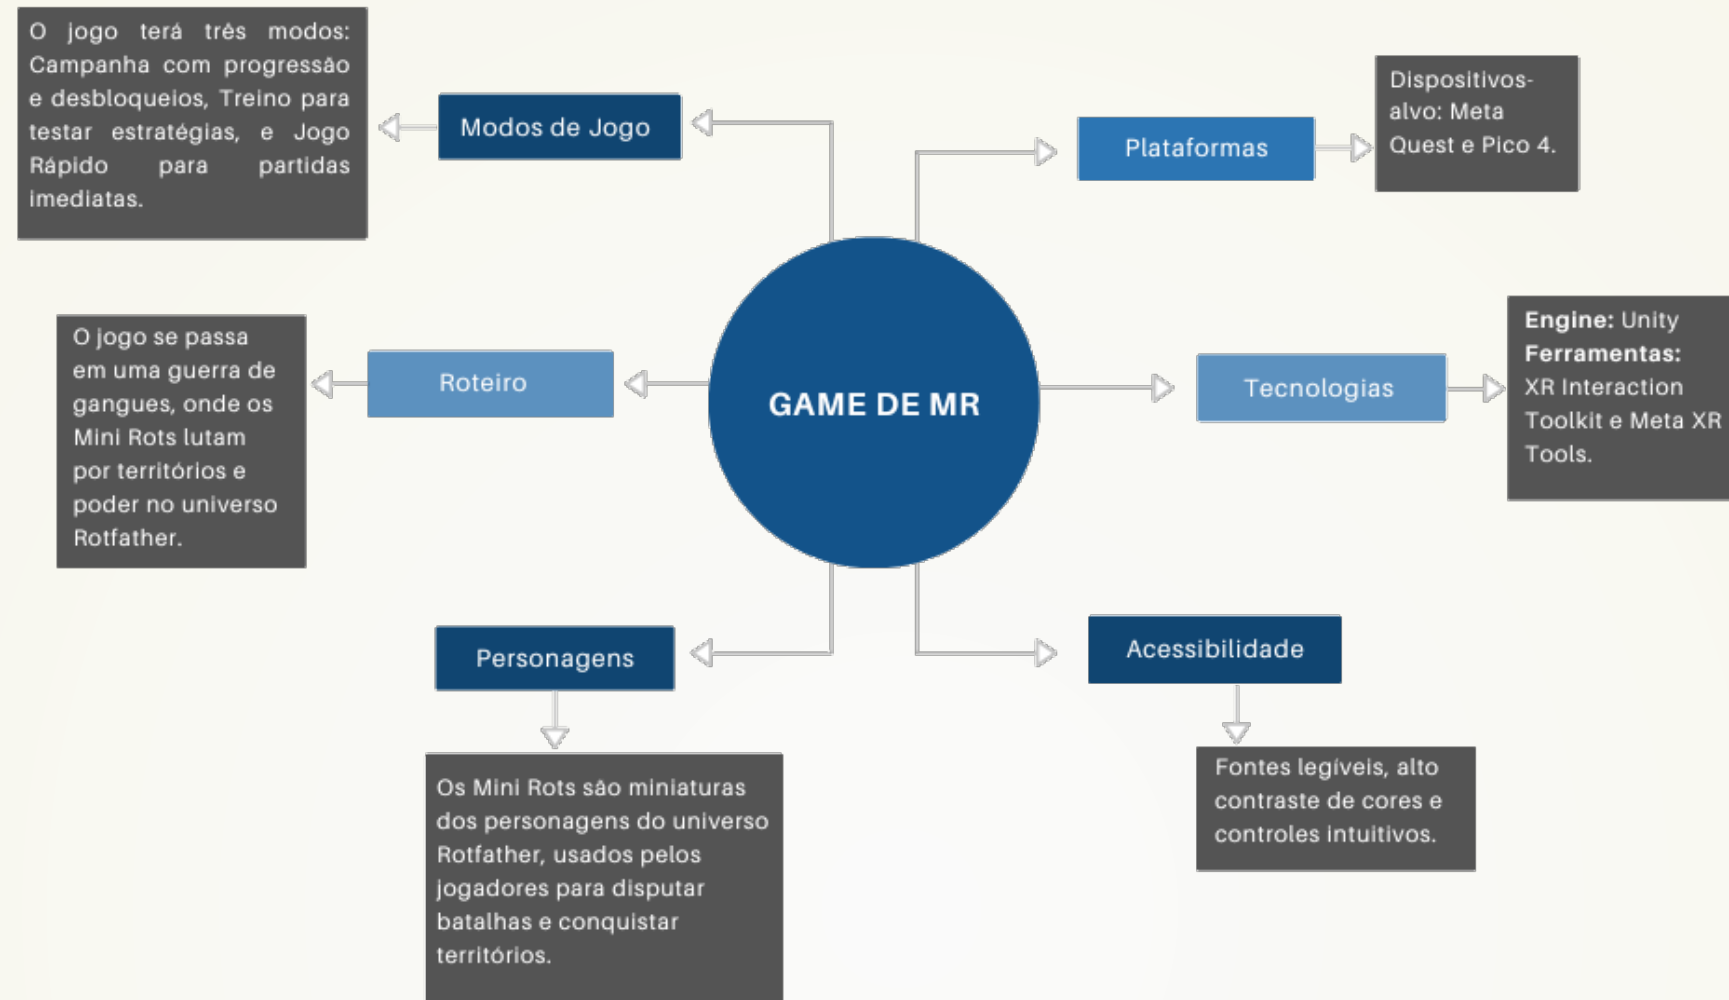 O jogo terá três modos:
Campanha com progressão
e desbloqueios, Treino para
testar estratégias, e Jogo
Rápido para partidas
imediatas.
Modos de Jogo
Plataformas
Dispositivos-
alvo: Meta
Quest e Pico 4.
O jogo se passa
em uma guerra de
gangues, onde os
Mini Rots lutam
por territórios e
poder no universo
Rotfather.
Roteiro
GAME DE MR
Tecnologias
Engine: Unity
Ferramentas:
XR Interaction
Toolkit e Meta XR
Tools.
Personagens
Os Mini Rots são miniaturas
dos personagens do universo
Rotfather, usados pelos
jogadores para disputar
batalhas e conquistar
territórios.
Acessibilidade
Fontes legíveis, alto
contraste de cores e
controles intuitivos.